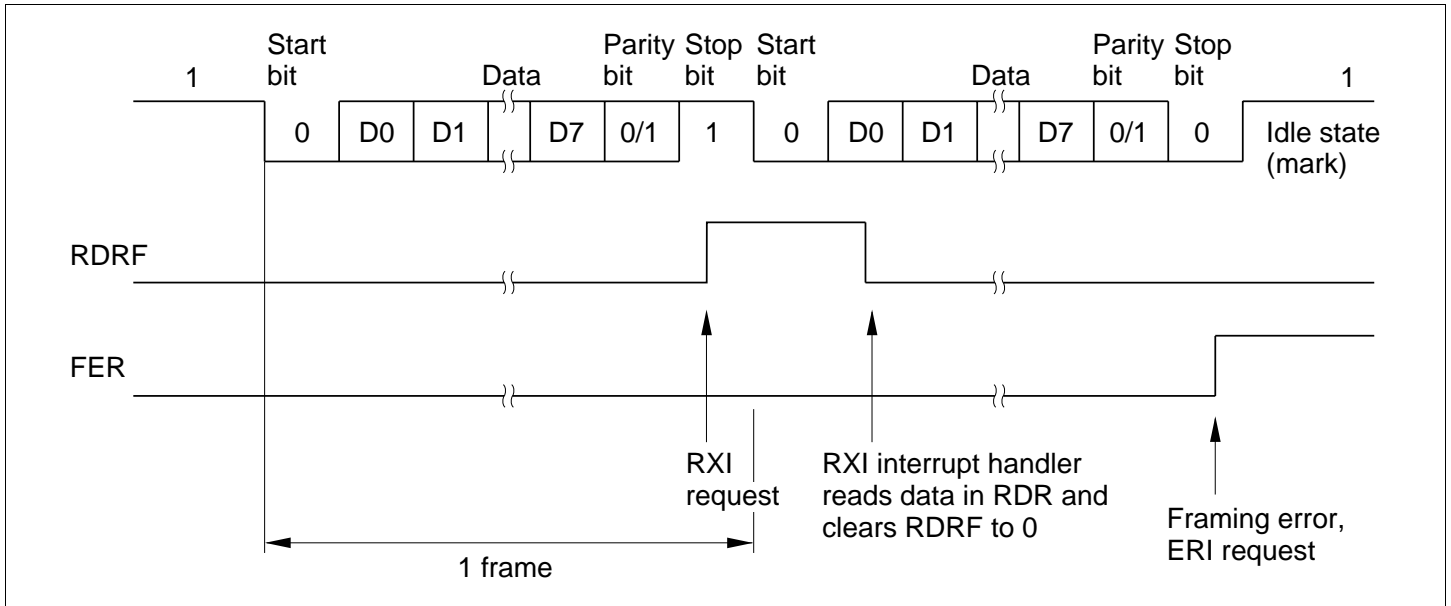 Start
bit
Data
Parity
bit
Stop
bit
Start
bit
Data
Parity
bit
Stop
bit
1
1
0 D0 D1 D7 0/1 1 0 D0 D1 D7 0/1 0
Idle state
(mark)
RDRF
FER
RXI
request
RXI interrupt handler
reads data in RDR and
clears RDRF to 0
Framing error,
ERI request
1 frame